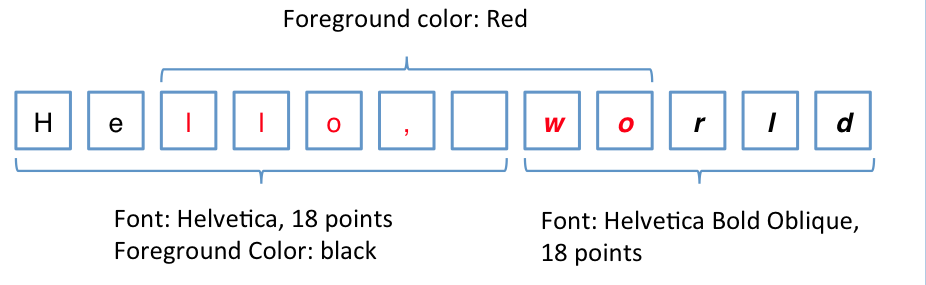 Foreground color: Red
H e l l o , w o r l d
Font: Helvetica, 18 points
Foreground Color: black
Font: Helvetica Bold Oblique,
18 points